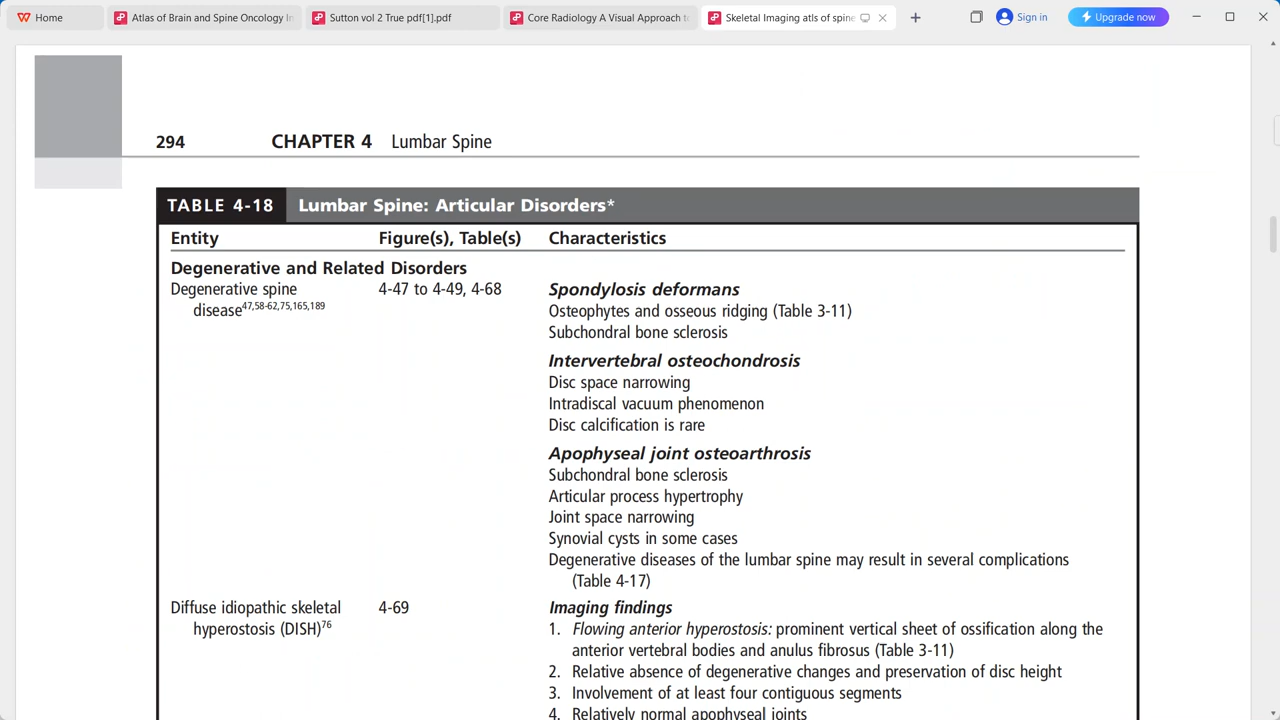 Home
Atlas of Brain and Spine Oncology In
Sutton vol 2 True pdf[1].pdf
Core Radiology A Visual Approach to
Skeletal Imaging atls of spine
Sign in
Upgrade now
294 CHAPTER 4 Lumbar Spine
TABLE 4-18 Lumbar Spine: Articular Disorders*
Entity Figure(s), Table(s) Characteristics
Degenerative and Related Disorders
Degenerative spine 4-47 to 4-49, 4-68 Spondylosis deformans
disease47,58-62,75,165,189 Osteophytes and osseous ridging (Table 3-11)
Subchondral bone sclerosis
Intervertebral osteochondrosis
Disc space narrowing
Intradiscal vacuum phenomenon
Disc calcification is rare
Apophyseal joint osteoarthrosis
Subchondral bone sclerosis
Articular process hypertrophy
Joint space narrowing
Synovial cysts in some cases
Degenerative diseases of the lumbar spine may result in several complications
(Table 4-17)
Diffuse idiopathic skeletal 4-69 Imaging findings
hyperostosis (DISH)76 1. Flowing anterior hyperostosis: prominent vertical sheet of ossification along the
anterior vertebral bodies and anulus fibrosus (Table 3-11)
2. Relative absence of degenerative changes and preservation of disc height
3. Involvement of at least four contiguous segments
4. Relatively normal apophyseal joints